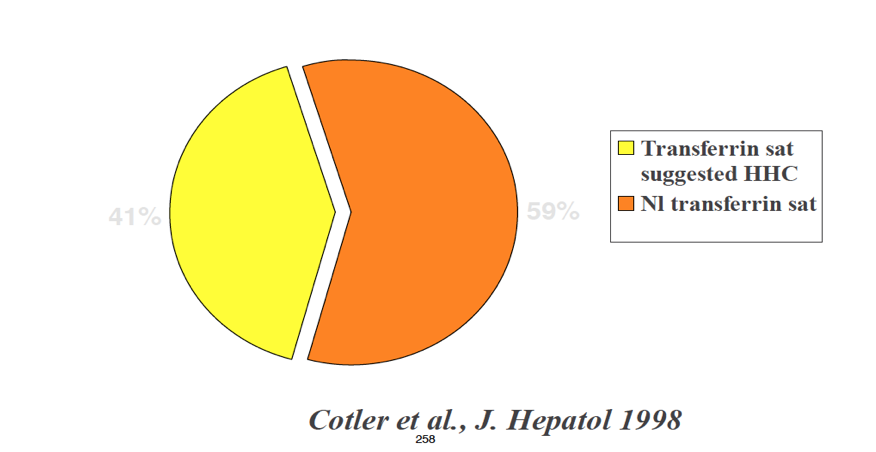 41%
59%
Transferrin sat
suggested HHC
Nl transferrin sat
Cotler et al., J. Hepatol 1998
258